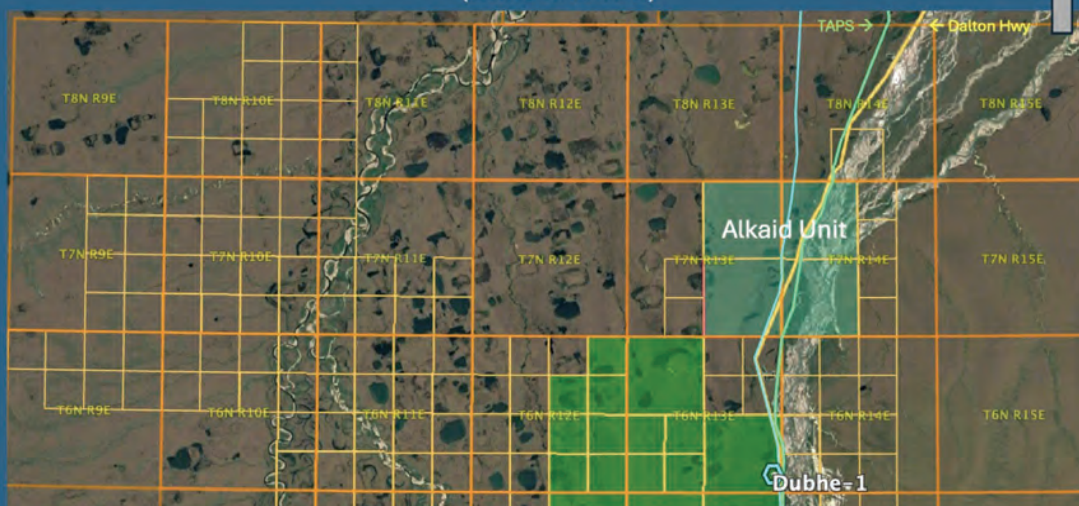 TAPS → ← Dalton Hwy
T8N R9E T8N R10E T8N R11E T8N R12E T8N R13E T8N R14E T8N R15E
Alkaid Unit
T7N R9E T7N R10E T7N R11E T7N R12E T7N R13E T7N R14E T7N R15E
T6N R9E T6N R10E T6N R11E T6N R12E T6N R13E T6N R14E T6N R15E
Dubhe-1